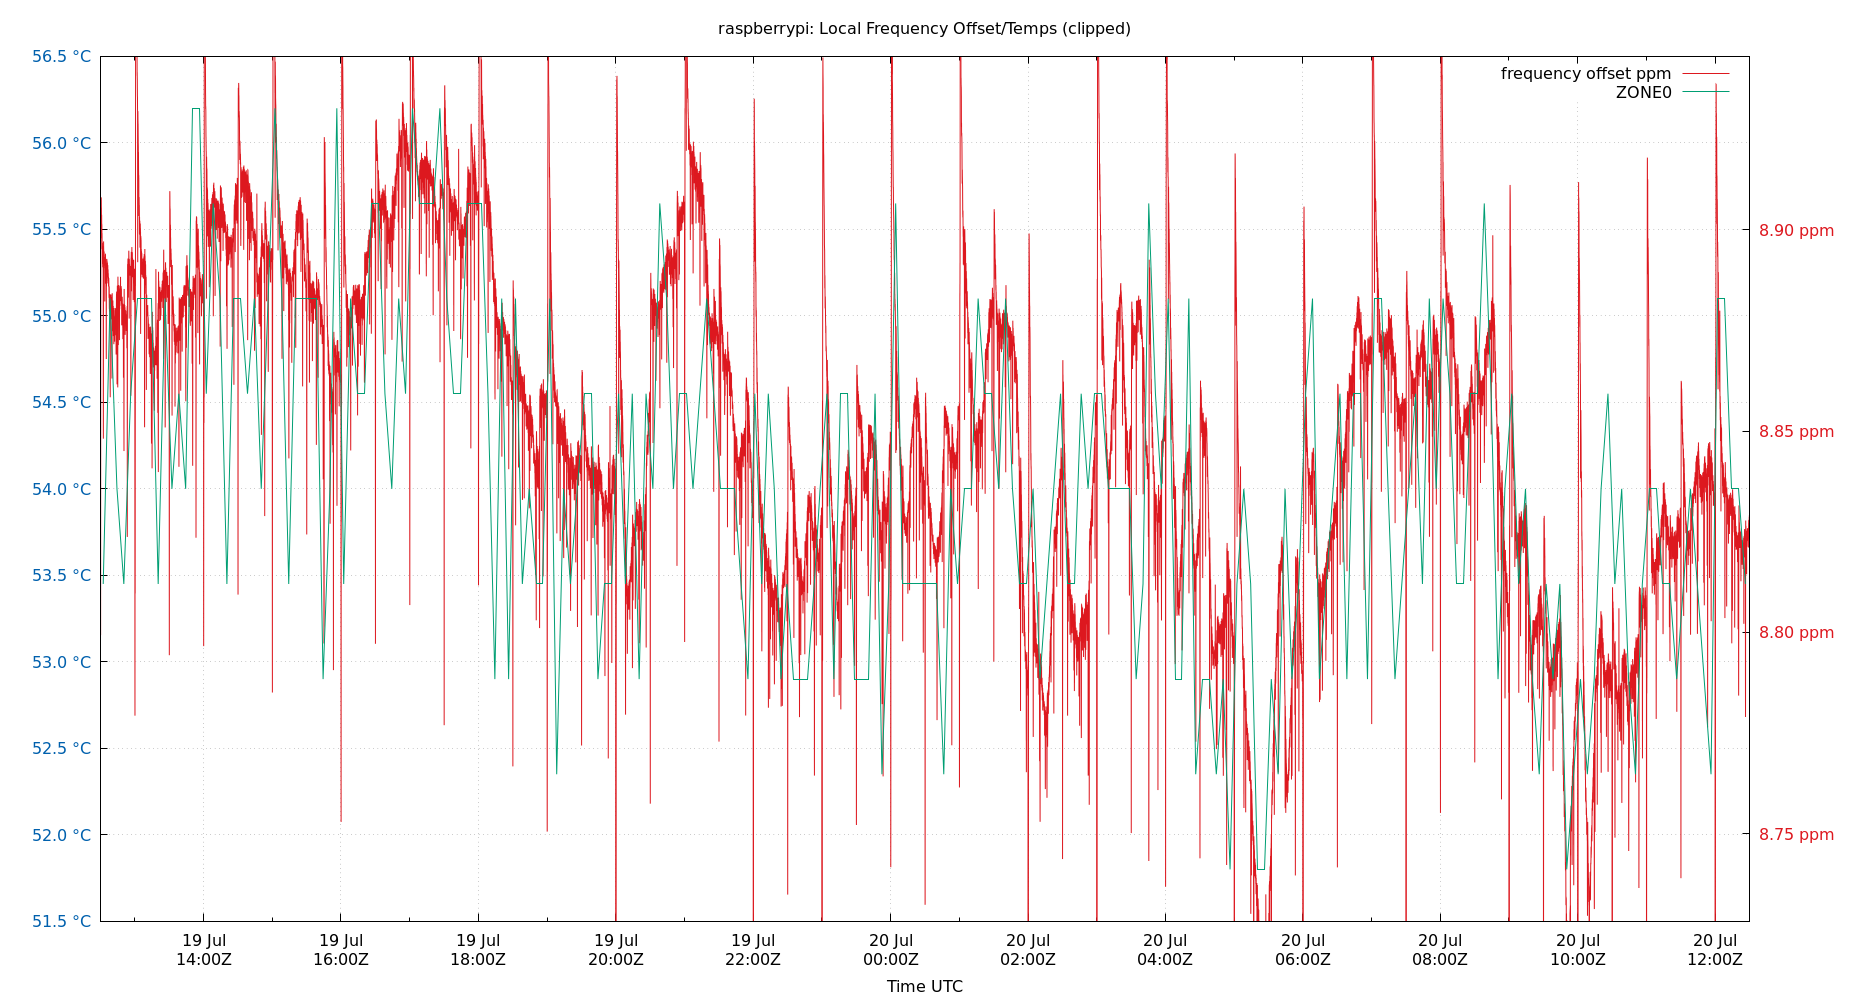 raspberrypi: Local Frequency Offset/Temps (clipped)
frequency offset ppm
ZONE0
56.5 °C
56.0 °C
55.5 °C
55.0 °C
54.5 °C
54.0 °C
53.5 °C
53.0 °C
52.5 °C
52.0 °C
51.5 °C
8.90 ppm
8.85 ppm
8.80 ppm
8.75 ppm
19 Jul 19 Jul 19 Jul 19 Jul 19 Jul 20 Jul 20 Jul 20 Jul 20 Jul 20 Jul 20 Jul 20 Jul
14:00Z 16:00Z 18:00Z 20:00Z 22:00Z 00:00Z 02:00Z 04:00Z 06:00Z 08:00Z 10:00Z 12:00Z
Time UTC